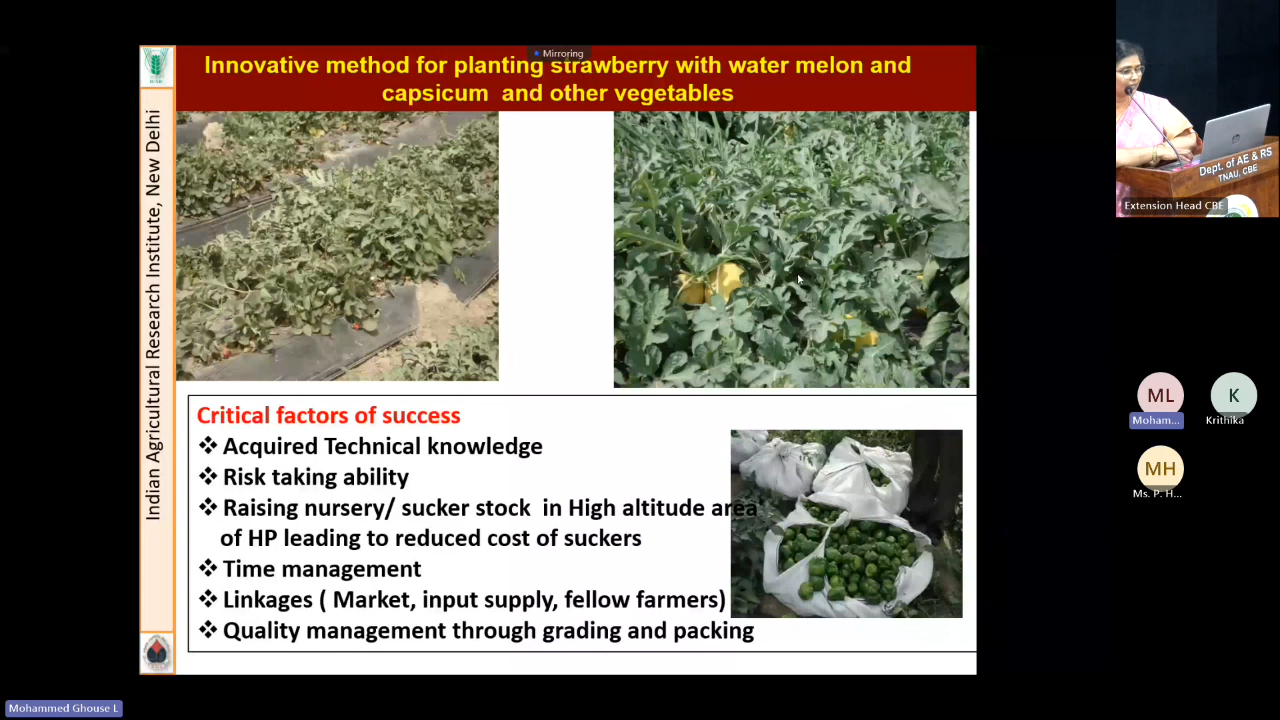 Mirroring
Innovative method for planting strawberry with water melon and
capsicum and other vegetables
Indian Agricultural Research Institute, New Delhi
Critical factors of success
❖ Acquired Technical knowledge
❖ Risk taking ability
❖ Raising nursery/ sucker stock in High altitude area
of HP leading to reduced cost of suckers
❖ Time management
❖ Linkages ( Market, input supply, fellow farmers)
❖ Quality management through grading and packing
Dept. of AE & RS
TNAU, CBE
Extension Head CBE
ML
Moham...
K
Krithika
MH
Ms. P. H...
Mohammed Ghouse L